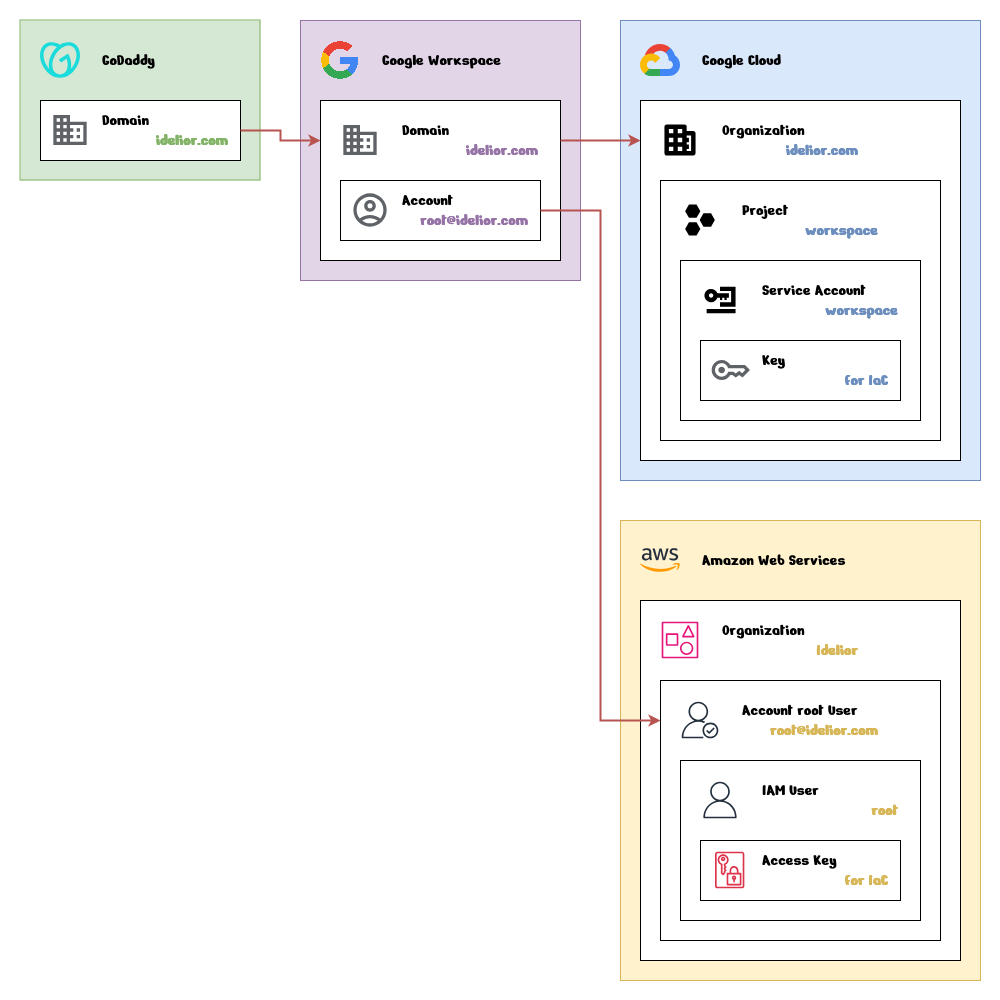 GoDaddy
Domain
idelior.com
Google Workspace
Domain
idelior.com
Account
root@idelior.com
Google Cloud
Organization
idelior.com
Project
workspace
Service Account
workspace
Key
for IaC
aws
Amazon Web Services
Organization
Idelior
Account root User
root@idelior.com
IAM User
root
Access Key
for IaC